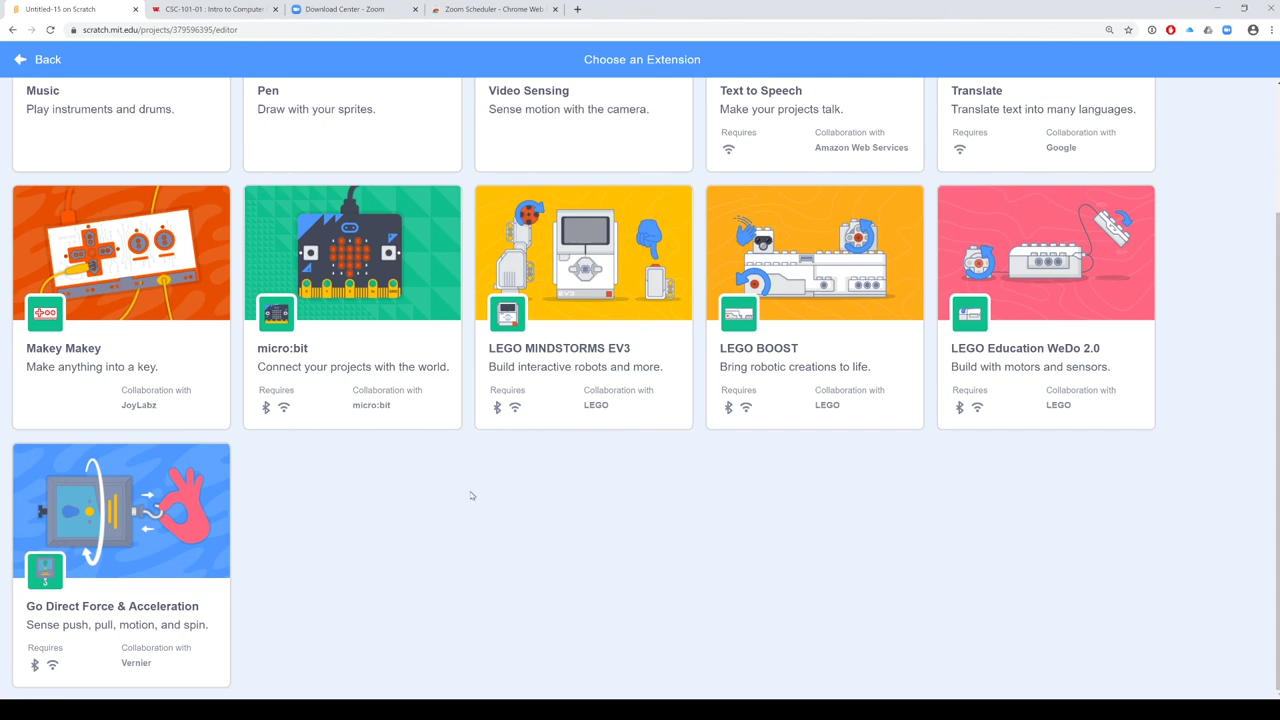 Untitled-15 on Scratch
CSC-101-01 : Intro to Computer
Download Center - Zoom
Zoom Scheduler - Chrome Web
scratch.mit.edu/projects/379596395/editor
Back
Choose an Extension
Music
Play instruments and drums.
Pen
Draw with your sprites.
Video Sensing
Sense motion with the camera.
Text to Speech
Make your projects talk.
Requires
Collaboration with
Amazon Web Services
Translate
Translate text into many languages.
Requires
Collaboration with
Google
Makey Makey
Make anything into a key.
Collaboration with
JoyLabz
micro:bit
Connect your projects with the world.
Requires
Collaboration with
micro:bit
LEGO MINDSTORMS EV3
Build interactive robots and more.
Requires
Collaboration with
LEGO
LEGO BOOST
Bring robotic creations to life.
Requires
Collaboration with
LEGO
LEGO Education WeDo 2.0
Build with motors and sensors.
Requires
Collaboration with
LEGO
Go Direct Force & Acceleration
Sense push, pull, motion, and spin.
Requires
Collaboration with
Vernier